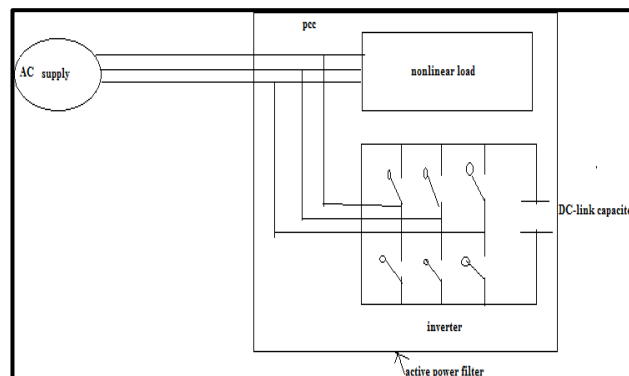 pcc
AC supply
nonlinear load
DC-link capacito
inverter
active power filter